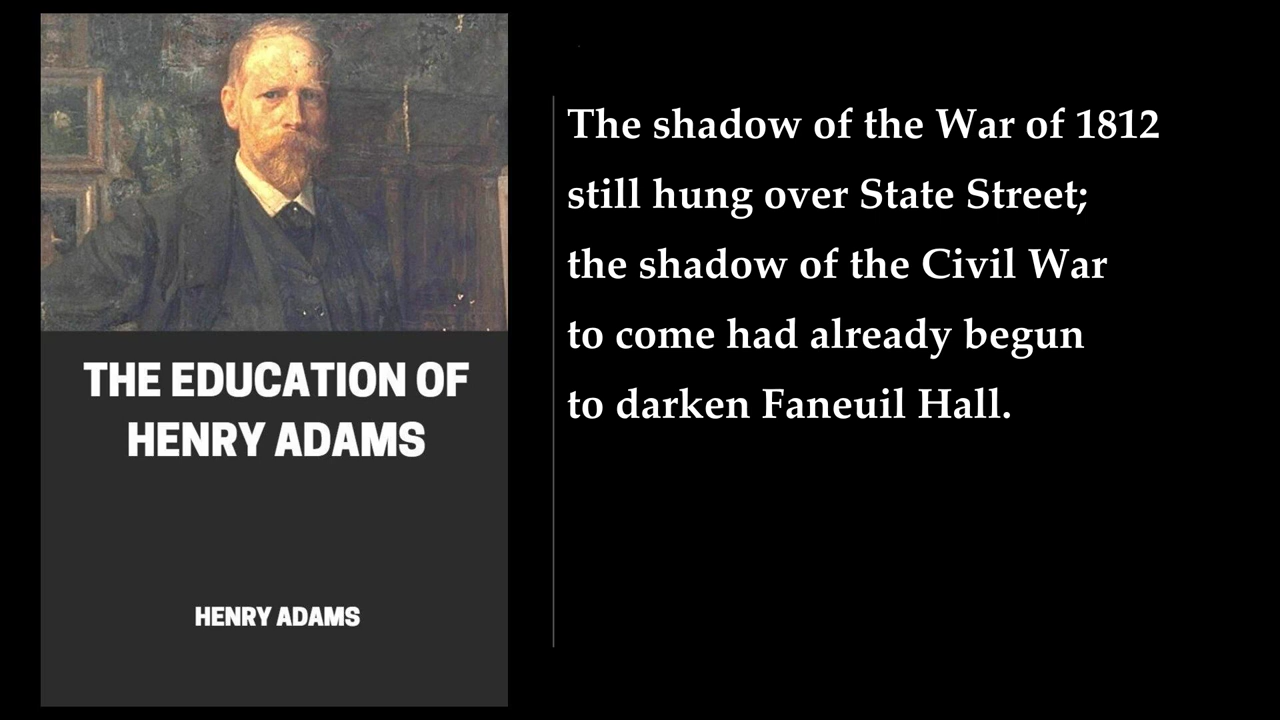 THE EDUCATION OF
HENRY ADAMS
HENRY ADAMS
The shadow of the War of 1812
still hung over State Street;
the shadow of the Civil War
to come had already begun
to darken Faneuil Hall.